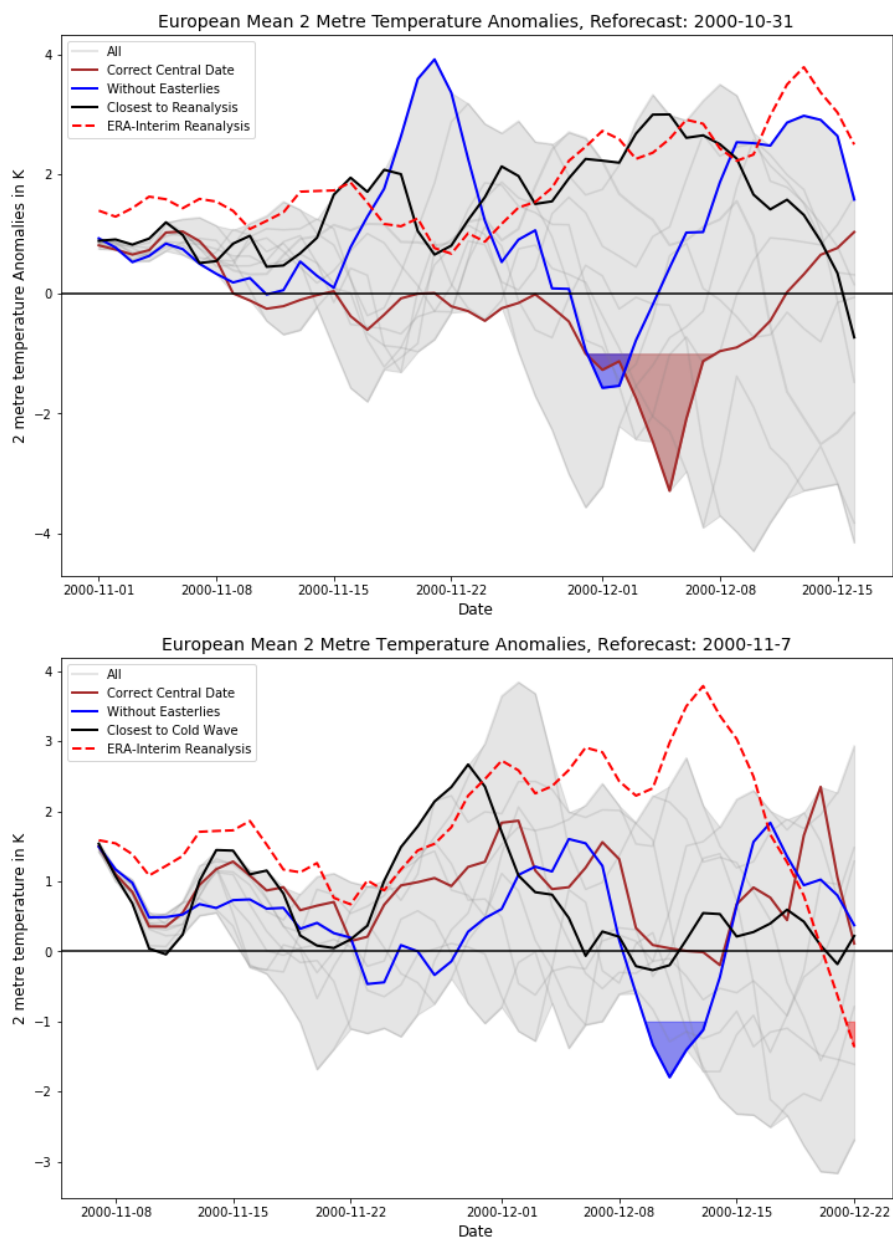 European Mean 2 Metre Temperature Anomalies, Reforecast: 2000-10-31
All
Correct Central Date
Without Easterlies
Closest to Reanalysis
ERA-Interim Reanalysis
4
2
0
−2
−4
2 metre temperature Anomalies in K
2000-11-01
2000-11-08
2000-11-15
2000-11-22
2000-12-01
2000-12-08
2000-12-15
Date
European Mean 2 Metre Temperature Anomalies, Reforecast: 2000-11-7
All
Correct Central Date
Without Easterlies
Closest to Cold Wave
ERA-Interim Reanalysis
4
3
2
1
0
−1
−2
−3
2 metre temperature in K
2000-11-08
2000-11-15
2000-11-22
2000-12-01
2000-12-08
2000-12-15
2000-12-22
Date